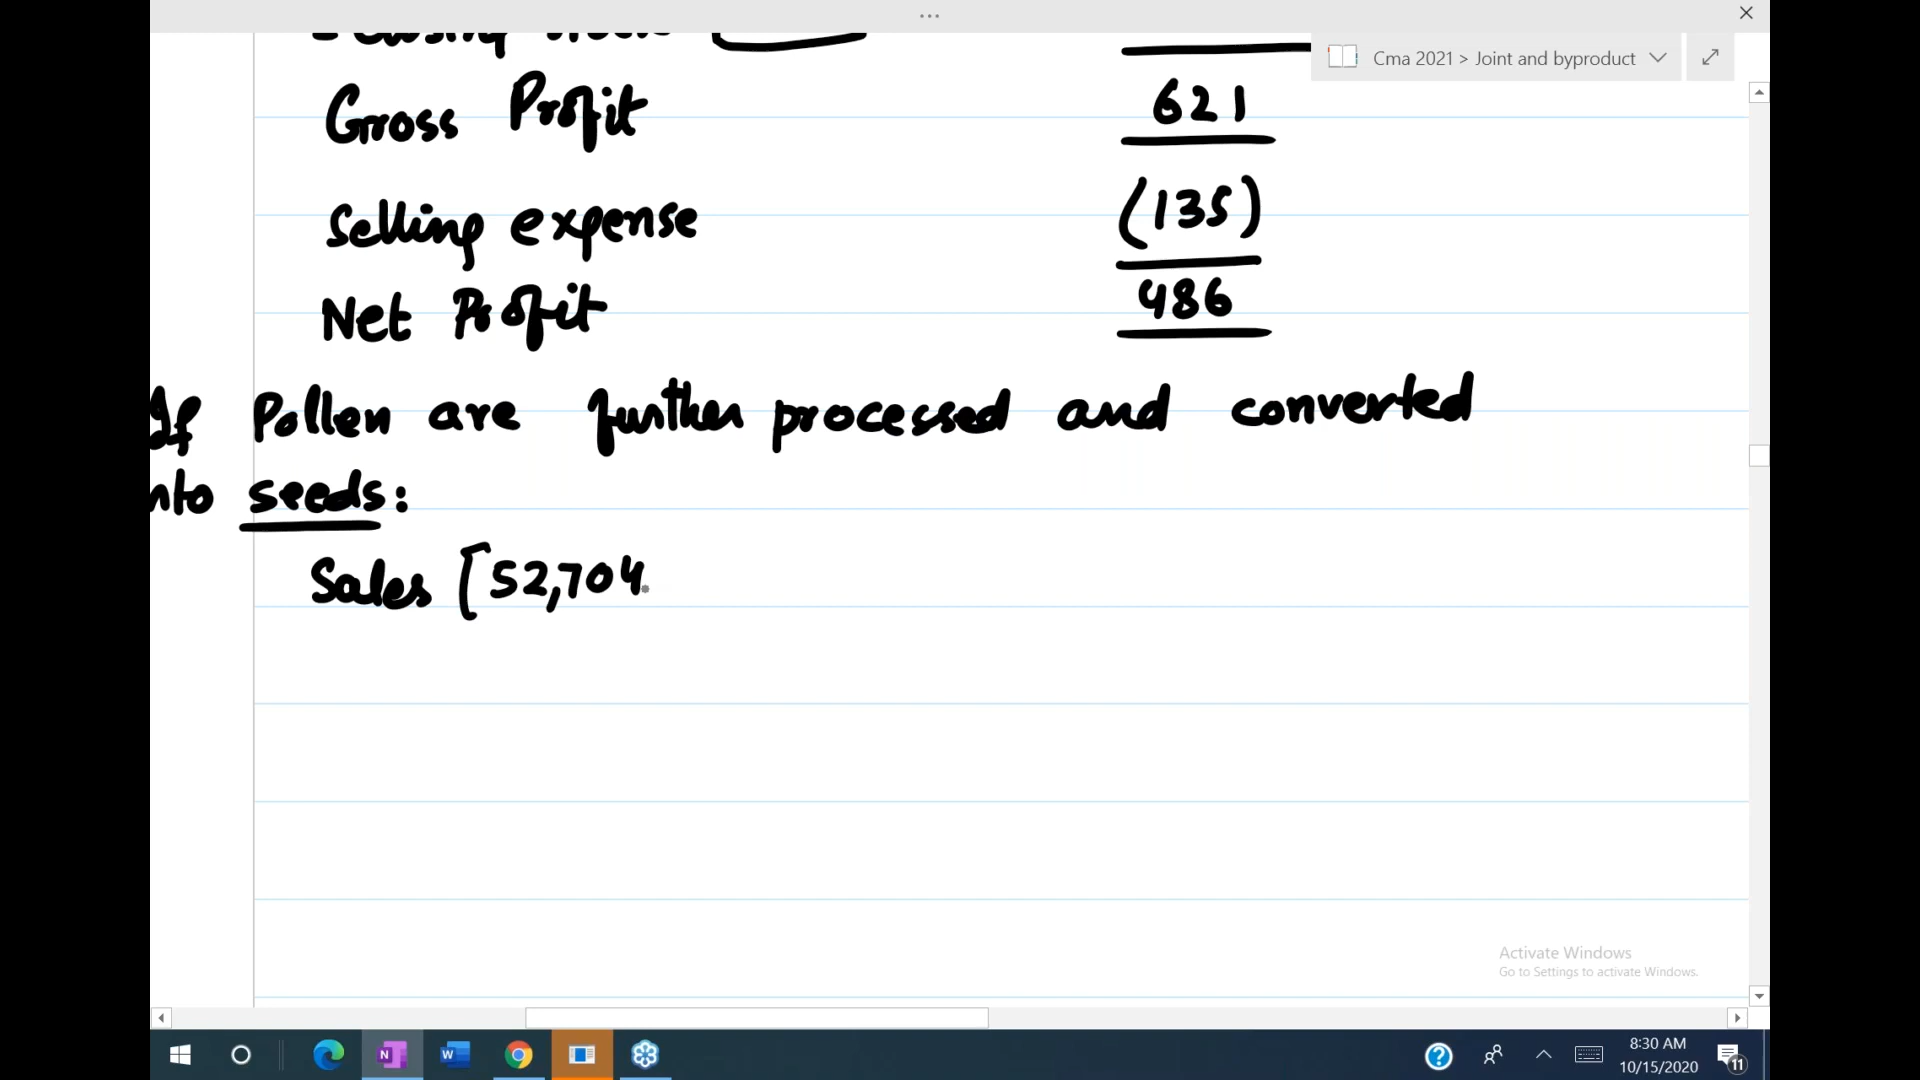 Cma 2021 > Joint and byproduct
Gross Profit 621
Selling expense (135)
Net Profit 486
If Pollen are further processed and converted
into seeds:
Sales [52,704
Activate Windows
Go to Settings to activate Windows.
8:30 AM
10/15/2020
11